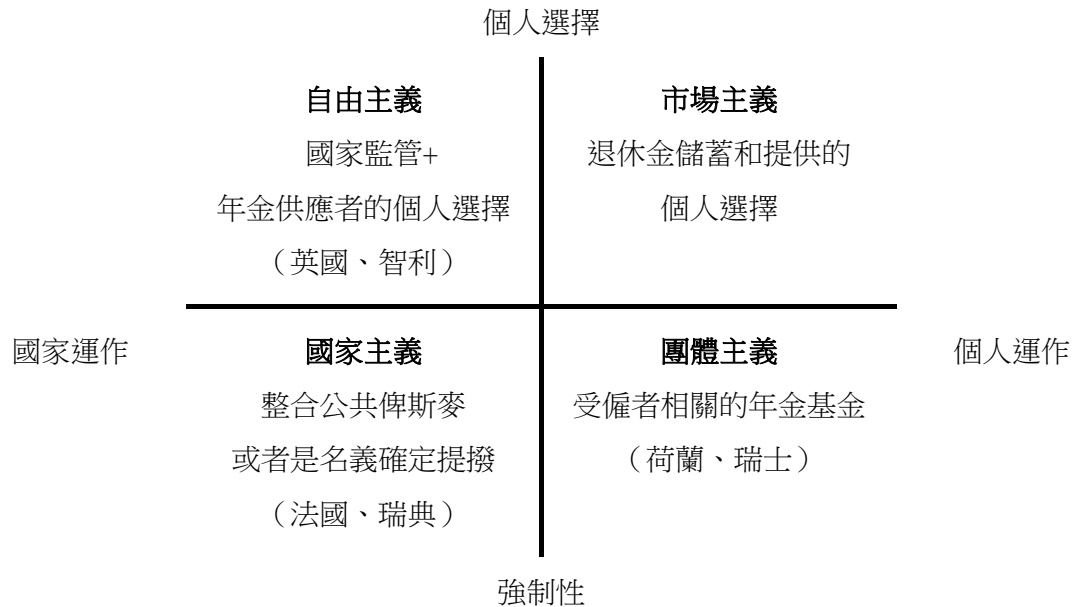 個人選擇
自由主義
國家監管+
年金供應者的個人選擇
（英國、智利）
市場主義
退休金儲蓄和提供的
個人選擇
國家運作
國家主義
整合公共俾斯麥
或者是名義確定提撥
（法國、瑞典）
團體主義
受僱者相關的年金基金
（荷蘭、瑞士）
個人運作
強制性